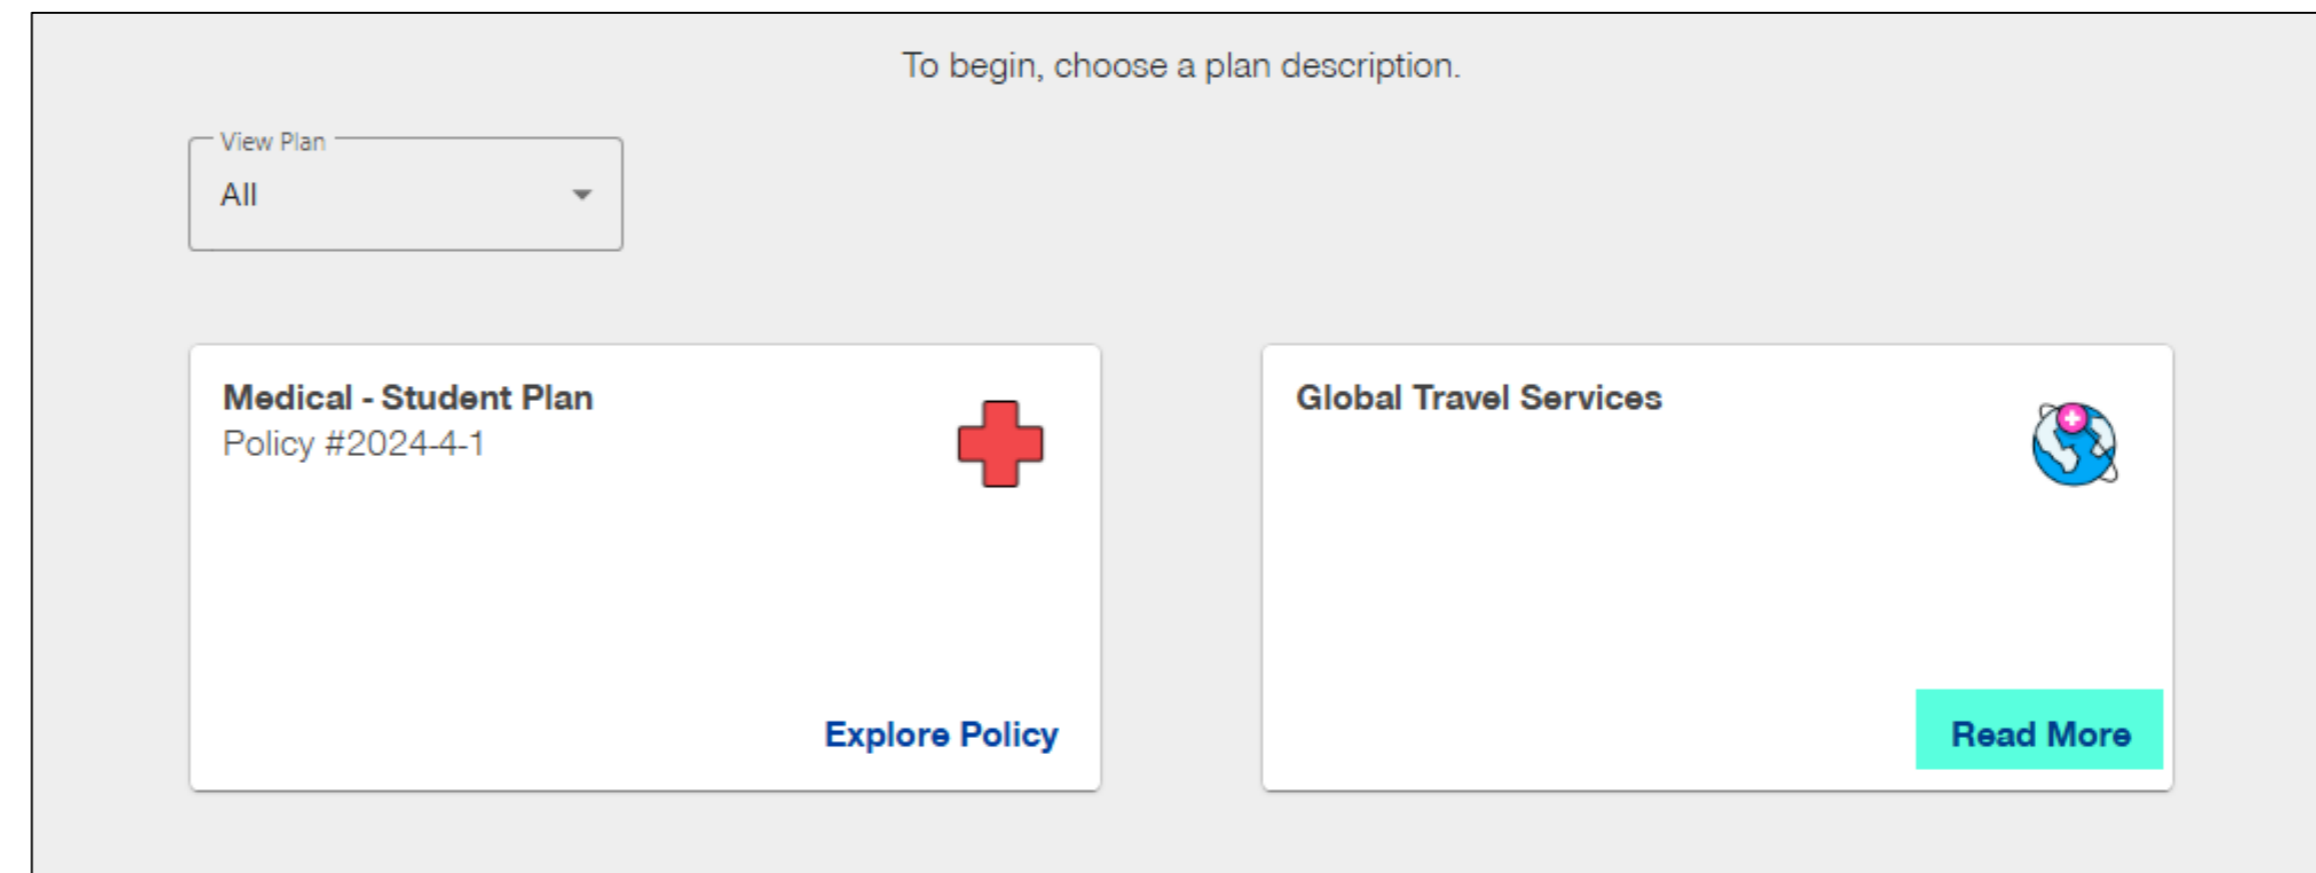 To begin, choose a plan description.
View Plan
All
Medical - Student Plan
Policy #2024-4-1
Explore Policy
Global Travel Services
Read More